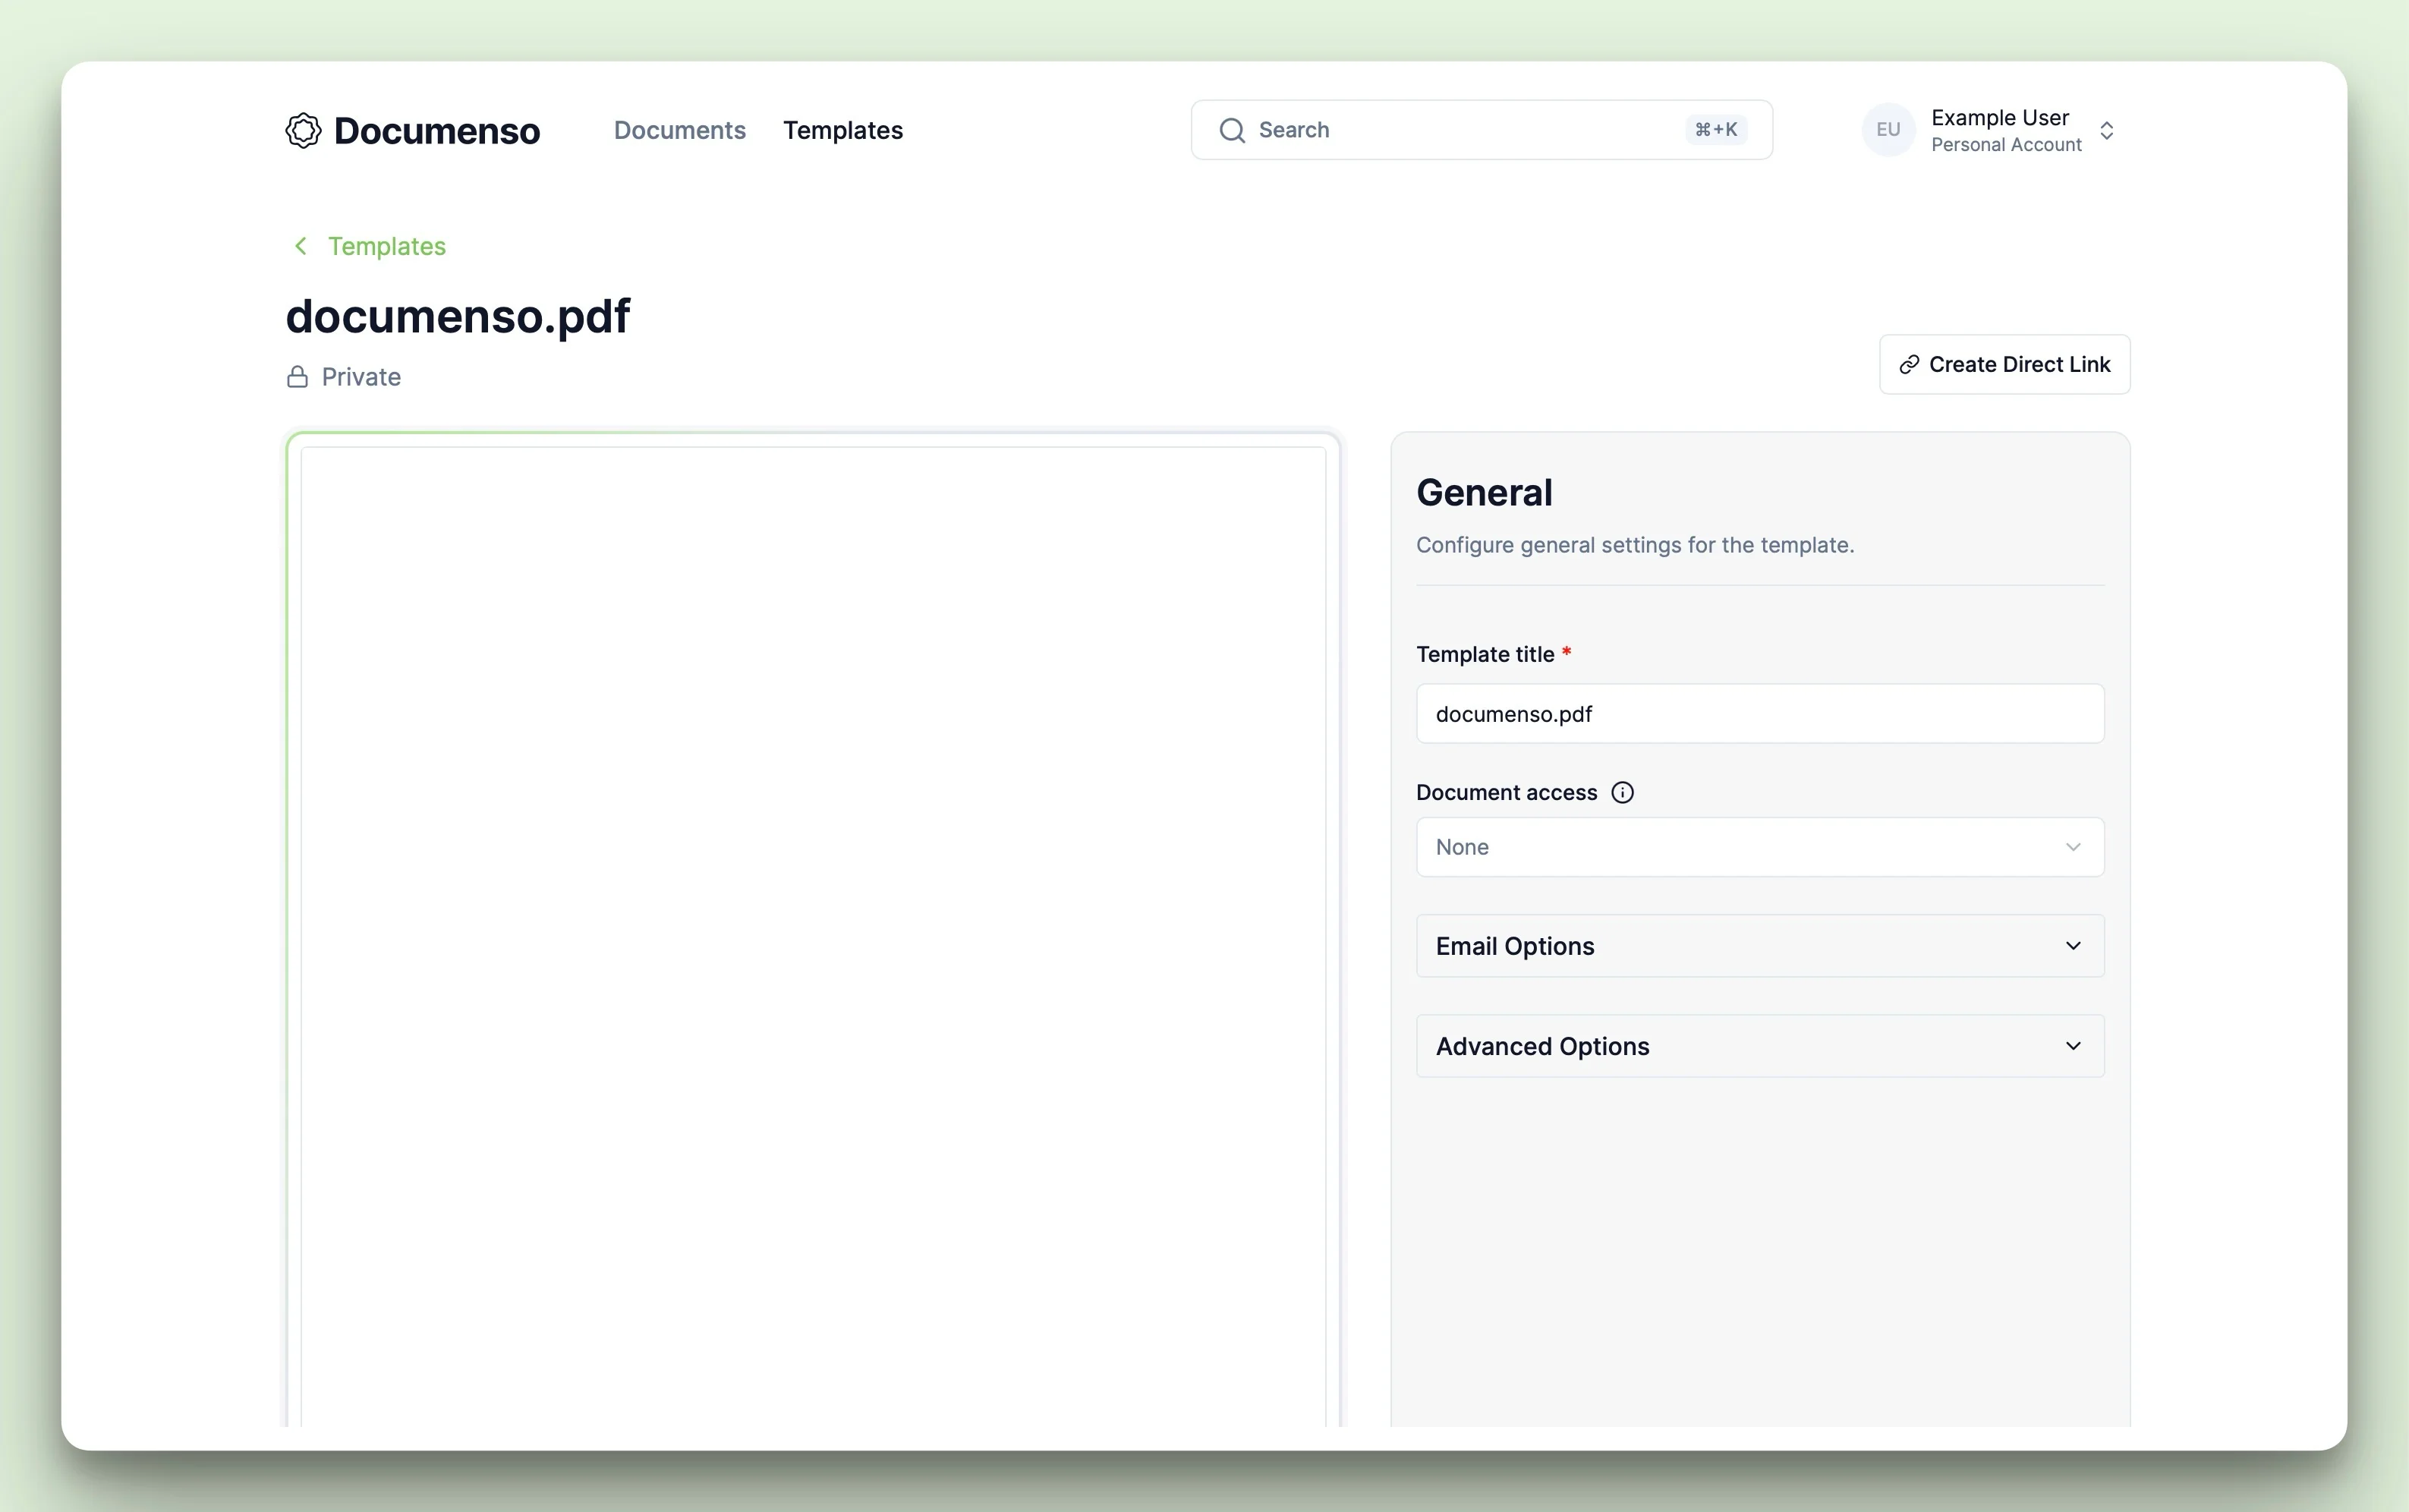 Documenso
Documents
Templates
Search
⌘+K
EU
Example User
Personal Account
Templates
documenso.pdf
Private
Create Direct Link
General
Configure general settings for the template.
Template title *
documenso.pdf
Document access
None
Email Options
Advanced Options